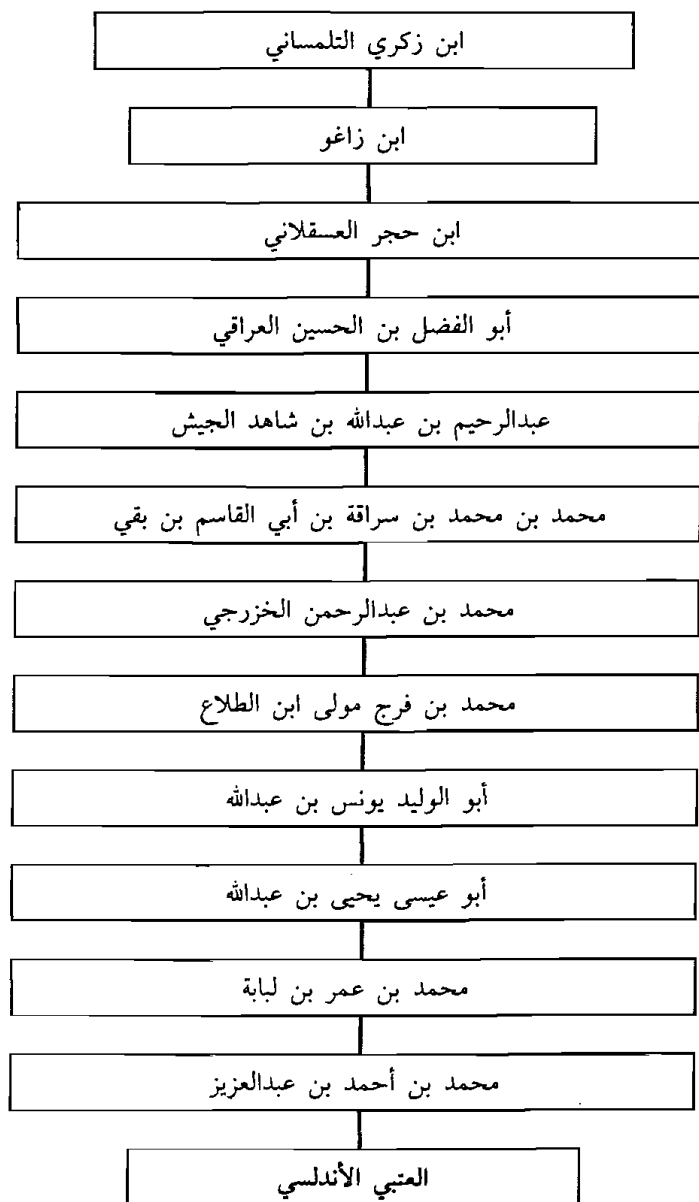 ابن زكري التلمساني
ابن زاغو
ابن حجر العسقلاني
أبو الفضل بن الحسين العراقي
عبدالرحيم بن عبدالله بن شاهد الجيش
محمد بن محمد بن سراقة بن أبي القاسم بن بقي
محمد بن عبدالرحمن الخزرجي
محمد بن فرج مولى ابن الطلاع
أبو الوليد يونس بن عبدالله
أبو عيسى يحيى بن عبدالله
محمد بن عمر بن لبابة
محمد بن أحمد بن عبدالعزيز
العتبي الأندلسي